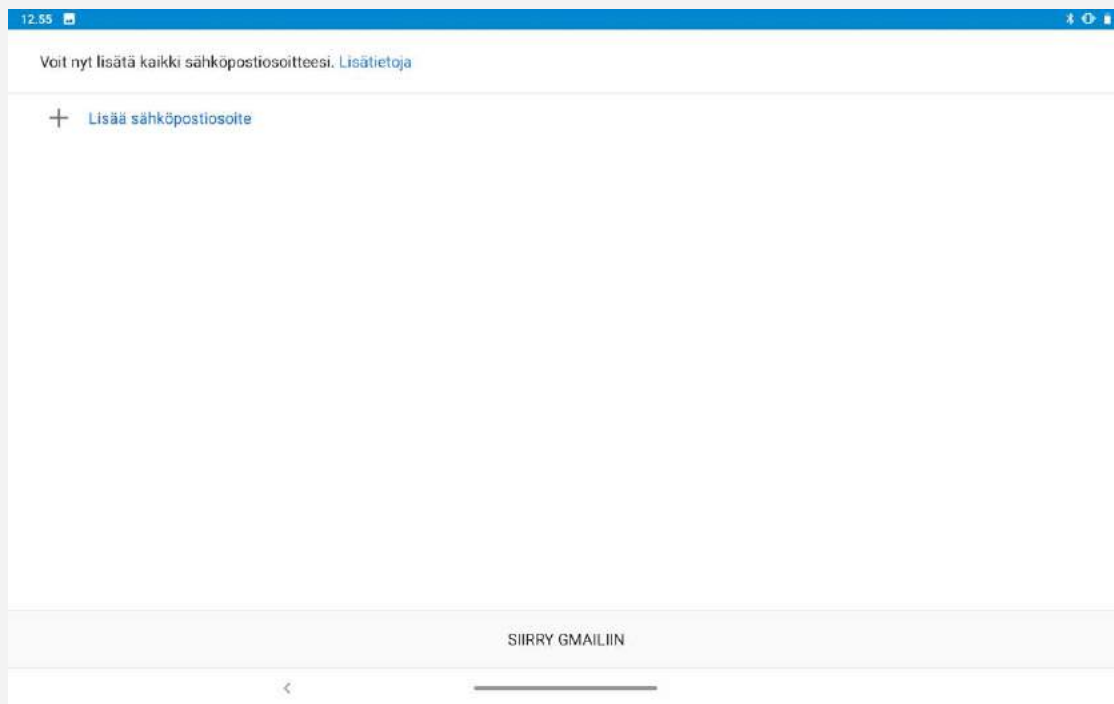 12.55
Voit nyt lisätä kaikki sähköpostiosoitteesi. Lisätietoja
Lisää sähköpostiosoite
SIIRRY GMAILIIN